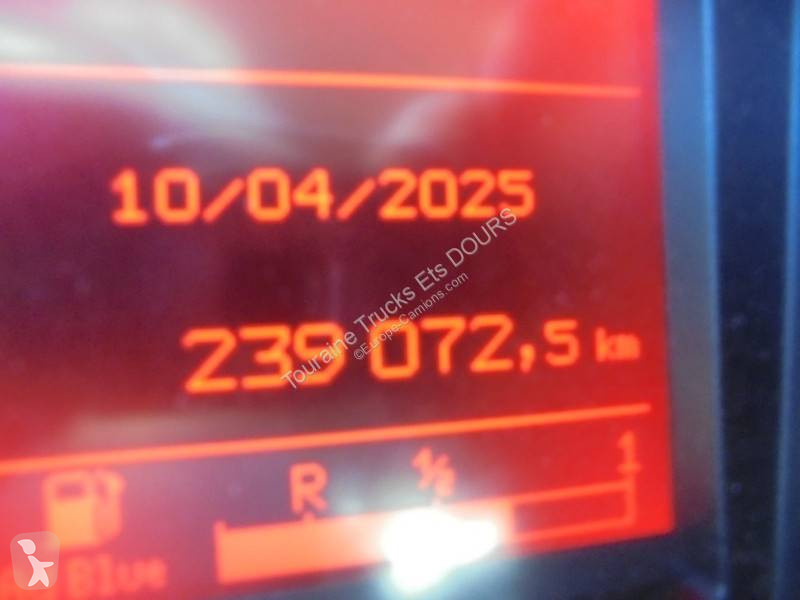 10/04/2025
239 072,5 km
R ½ 1
Blue
Touraine Trucks Ets DOURS
©Europe-Camions.com